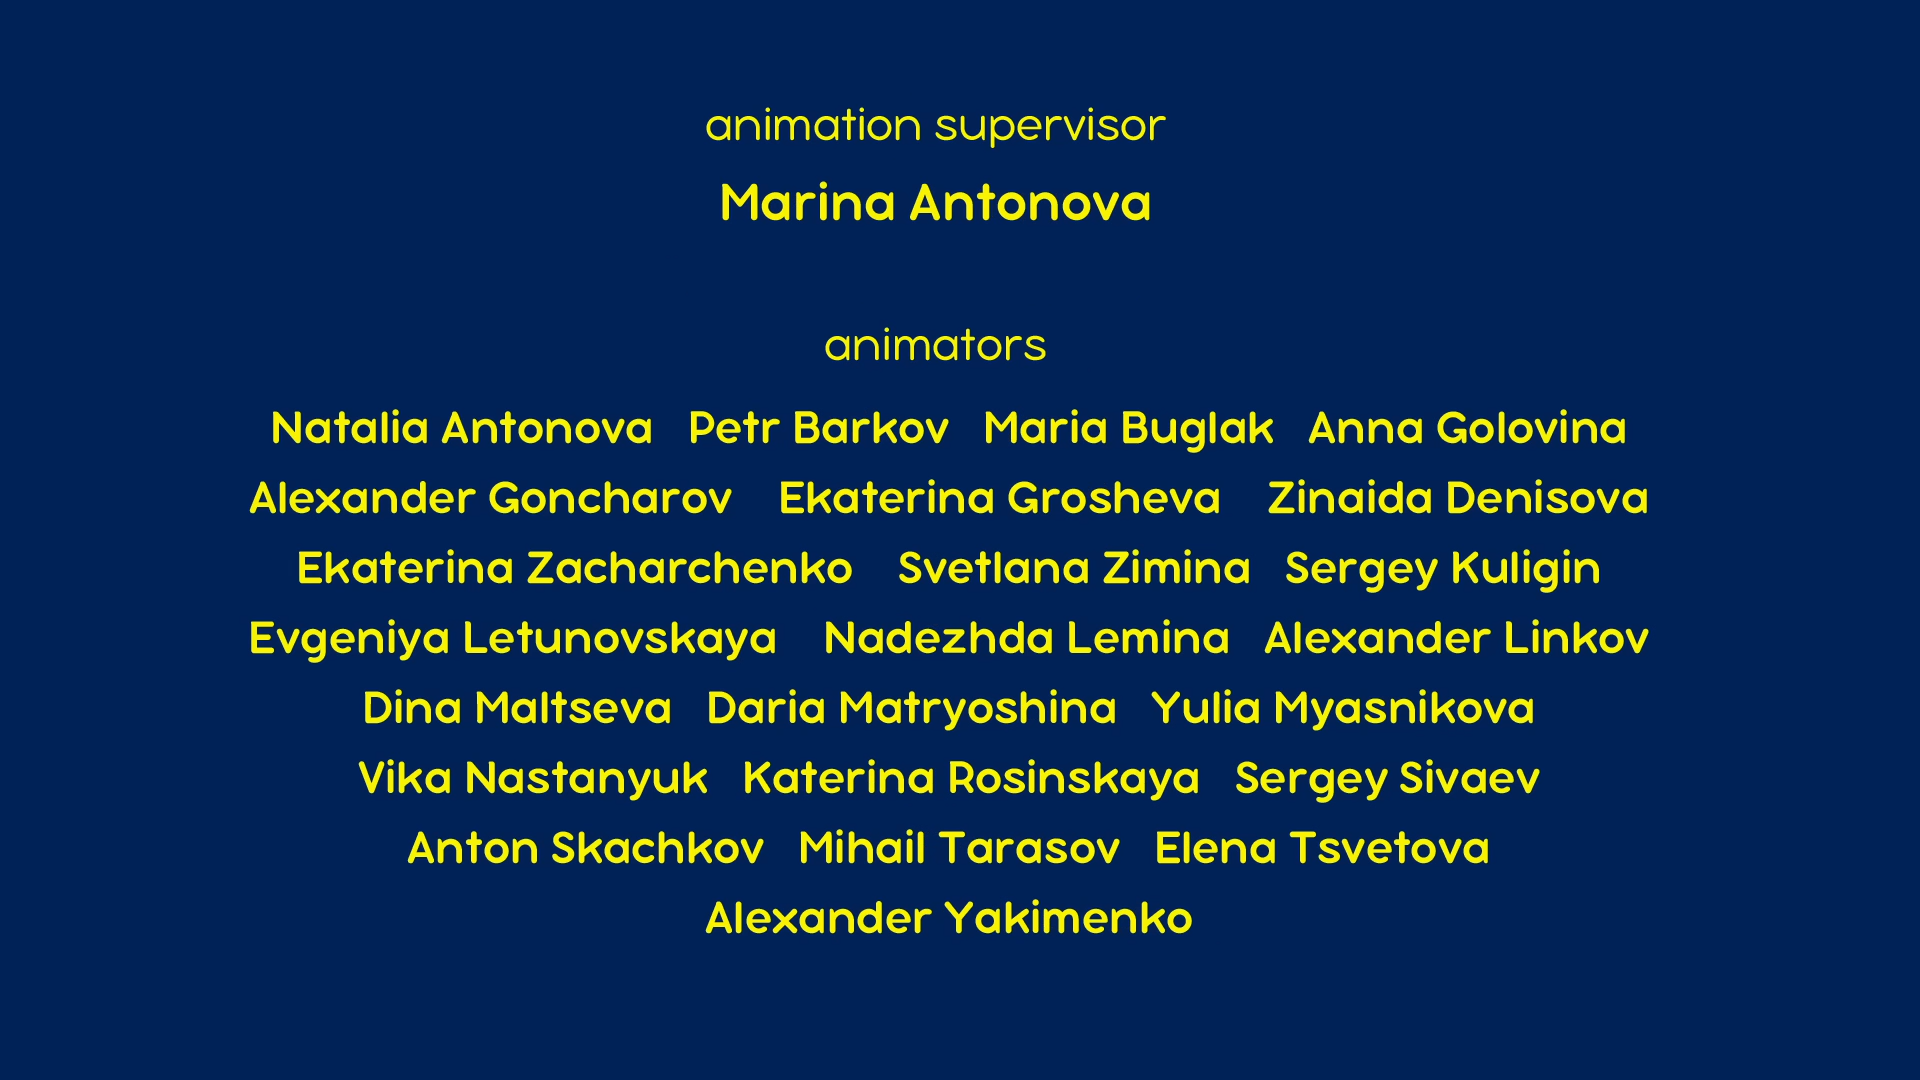 animation supervisor
Marina Antonova
animators
Natalia Antonova Petr Barkov Maria Buglak Anna Golovina
Alexander Goncharov Ekaterina Grosheva Zinaida Denisova
Ekaterina Zacharchenko Svetlana Zimina Sergey Kuligin
Evgeniya Letunovskaya Nadezhda Lemina Alexander Linkov
Dina Maltseva Daria Matryoshina Yulia Myasnikova
Vika Nastanyuk Katerina Rosinskaya Sergey Sivaev
Anton Skachkov Mihail Tarasov Elena Tsvetova
Alexander Yakimenko